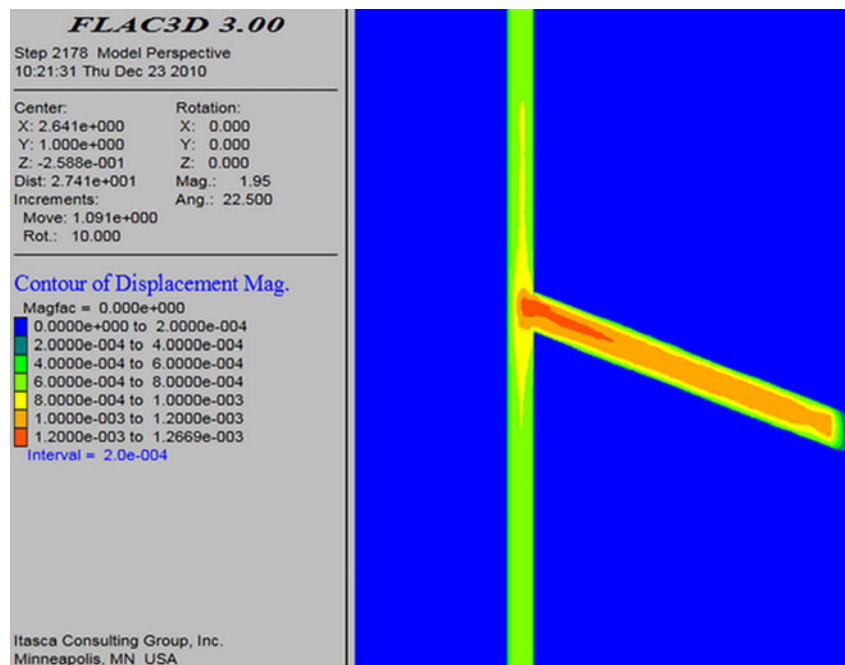 FLAC3D 3.00
Step 2178 Model Perspective
10:21:31 Thu Dec 23 2010
Center: Rotation:
X: 2.641e+000 X: 0.000
Y: 1.000e+000 Y: 0.000
Z: -2.588e-001 Z: 0.000
Dist: 2.741e+001 Mag.: 1.95
Increments: Ang.: 22.500
Move: 1.091e+000
Rot.: 10.000
Contour of Displacement Mag.
Magfac = 0.000e+000
0.0000e+000 to 2.0000e-004
2.0000e-004 to 4.0000e-004
4.0000e-004 to 6.0000e-004
6.0000e-004 to 8.0000e-004
8.0000e-004 to 1.0000e-003
1.0000e-003 to 1.2000e-003
1.2000e-003 to 1.2669e-003
Interval = 2.0e-004
Itasca Consulting Group, Inc.
Minneapolis, MN USA